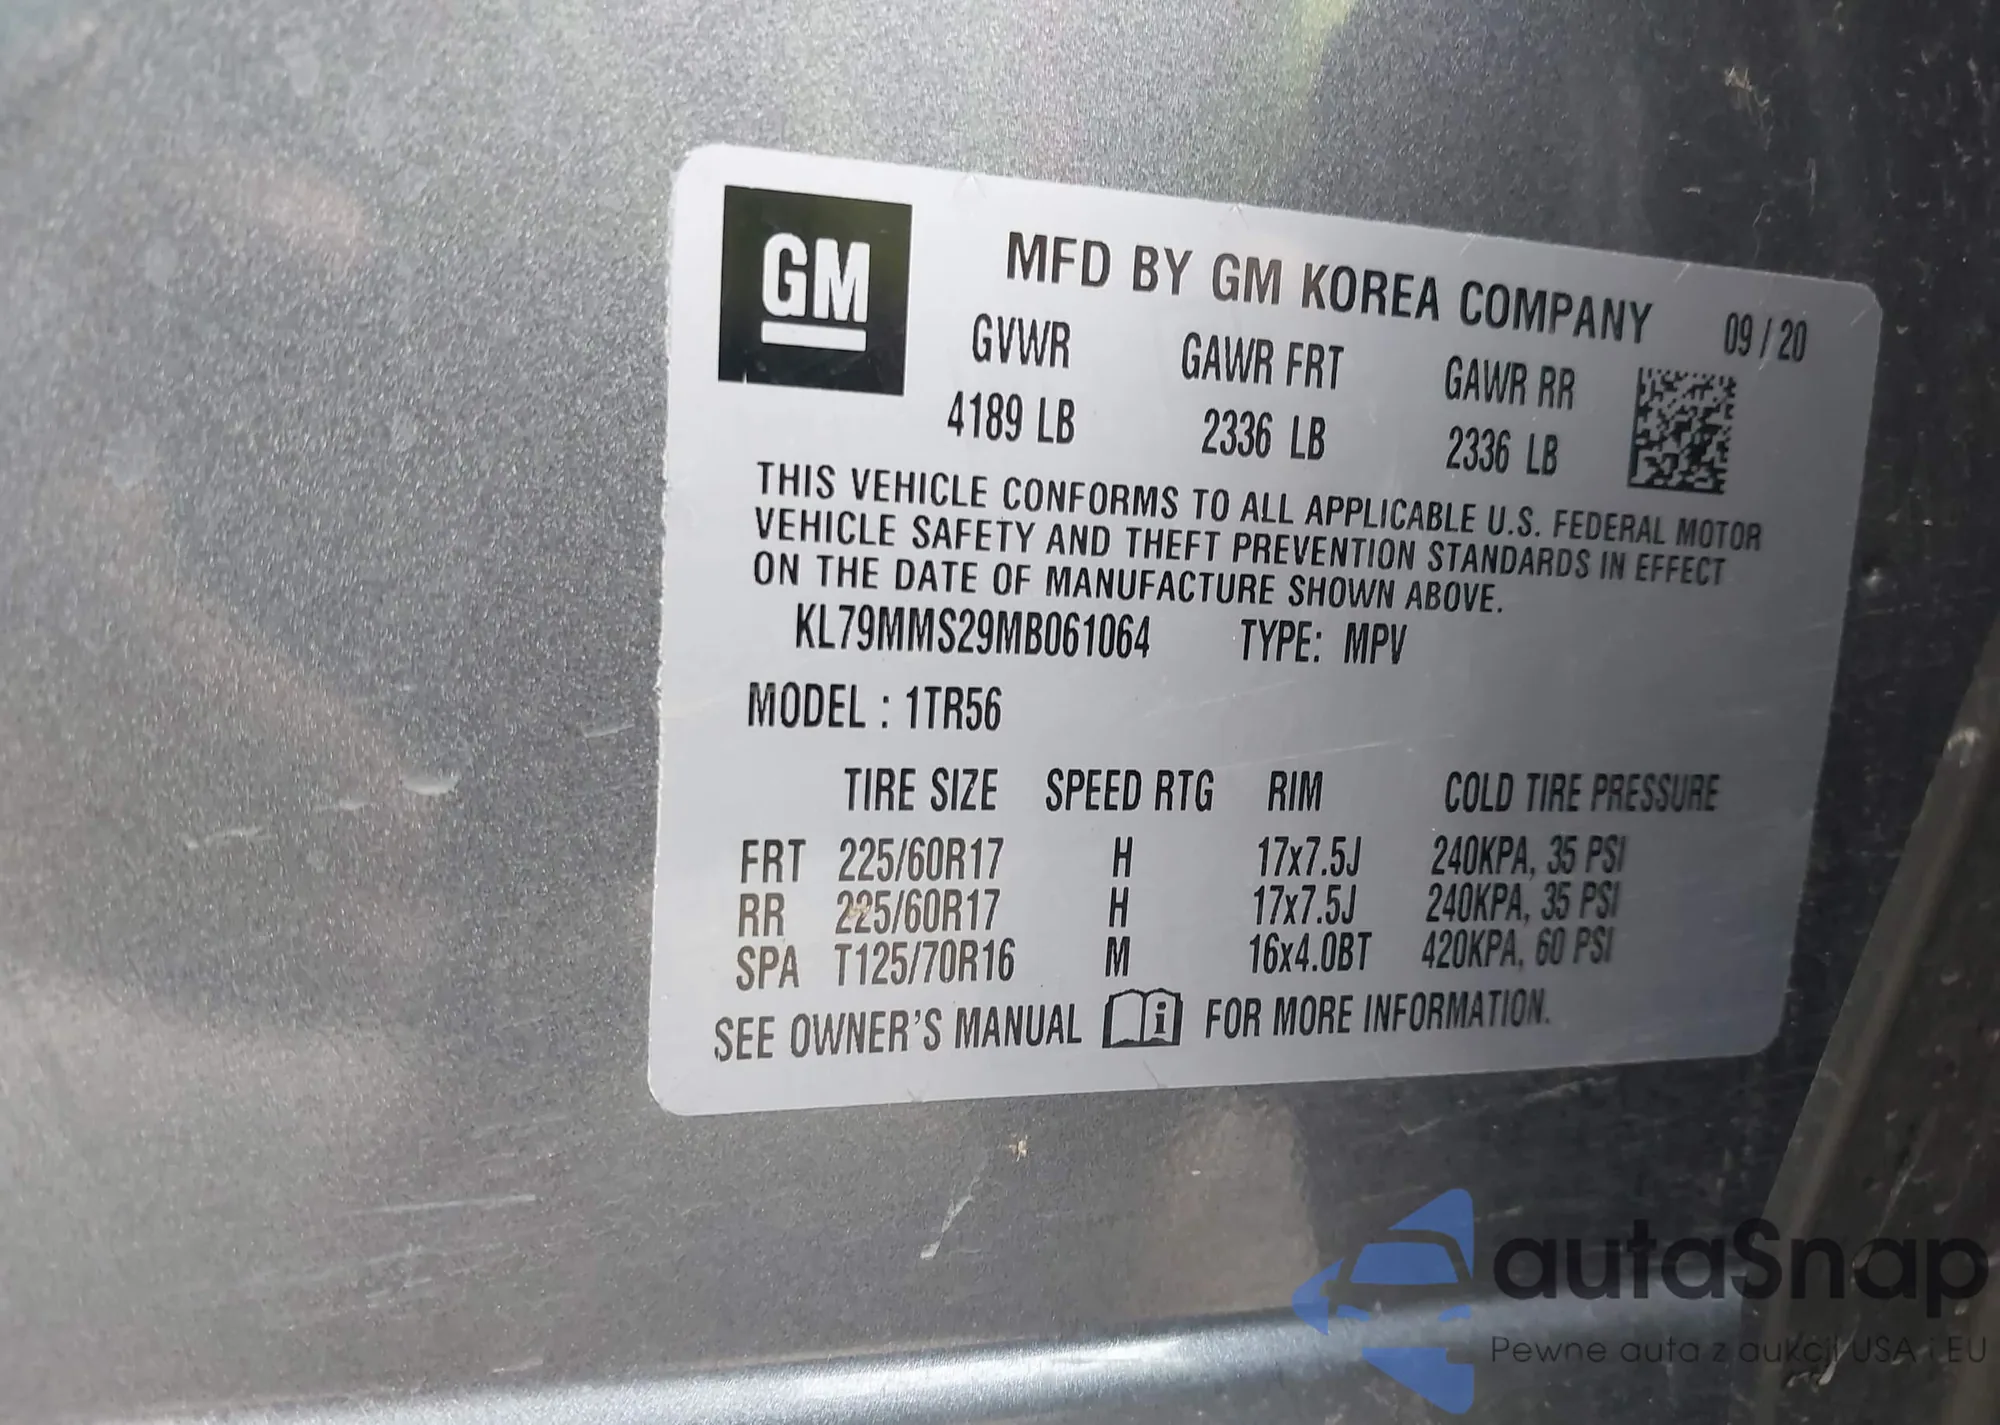 GM
MFD BY GM KOREA COMPANY 09/20
GVWR GAWR FRT GAWR RR
4189 LB 2336 LB 2336 LB
THIS VEHICLE CONFORMS TO ALL APPLICABLE U.S. FEDERAL MOTOR
VEHICLE SAFETY AND THEFT PREVENTION STANDARDS IN EFFECT
ON THE DATE OF MANUFACTURE SHOWN ABOVE.
KL79MMS29MB061064 TYPE: MPV
MODEL : 1TR56
TIRE SIZE SPEED RTG RIM COLD TIRE PRESSURE
FRT 225/60R17 H 17x7.5J 240KPA, 35 PSI
RR 225/60R17 H 17x7.5J 240KPA, 35 PSI
SPA T125/70R16 M 16x4.0BT 420KPA, 60 PSI
SEE OWNER'S MANUAL i FOR MORE INFORMATION.
autaSnap
Pewne auta z aukcji USA i EU